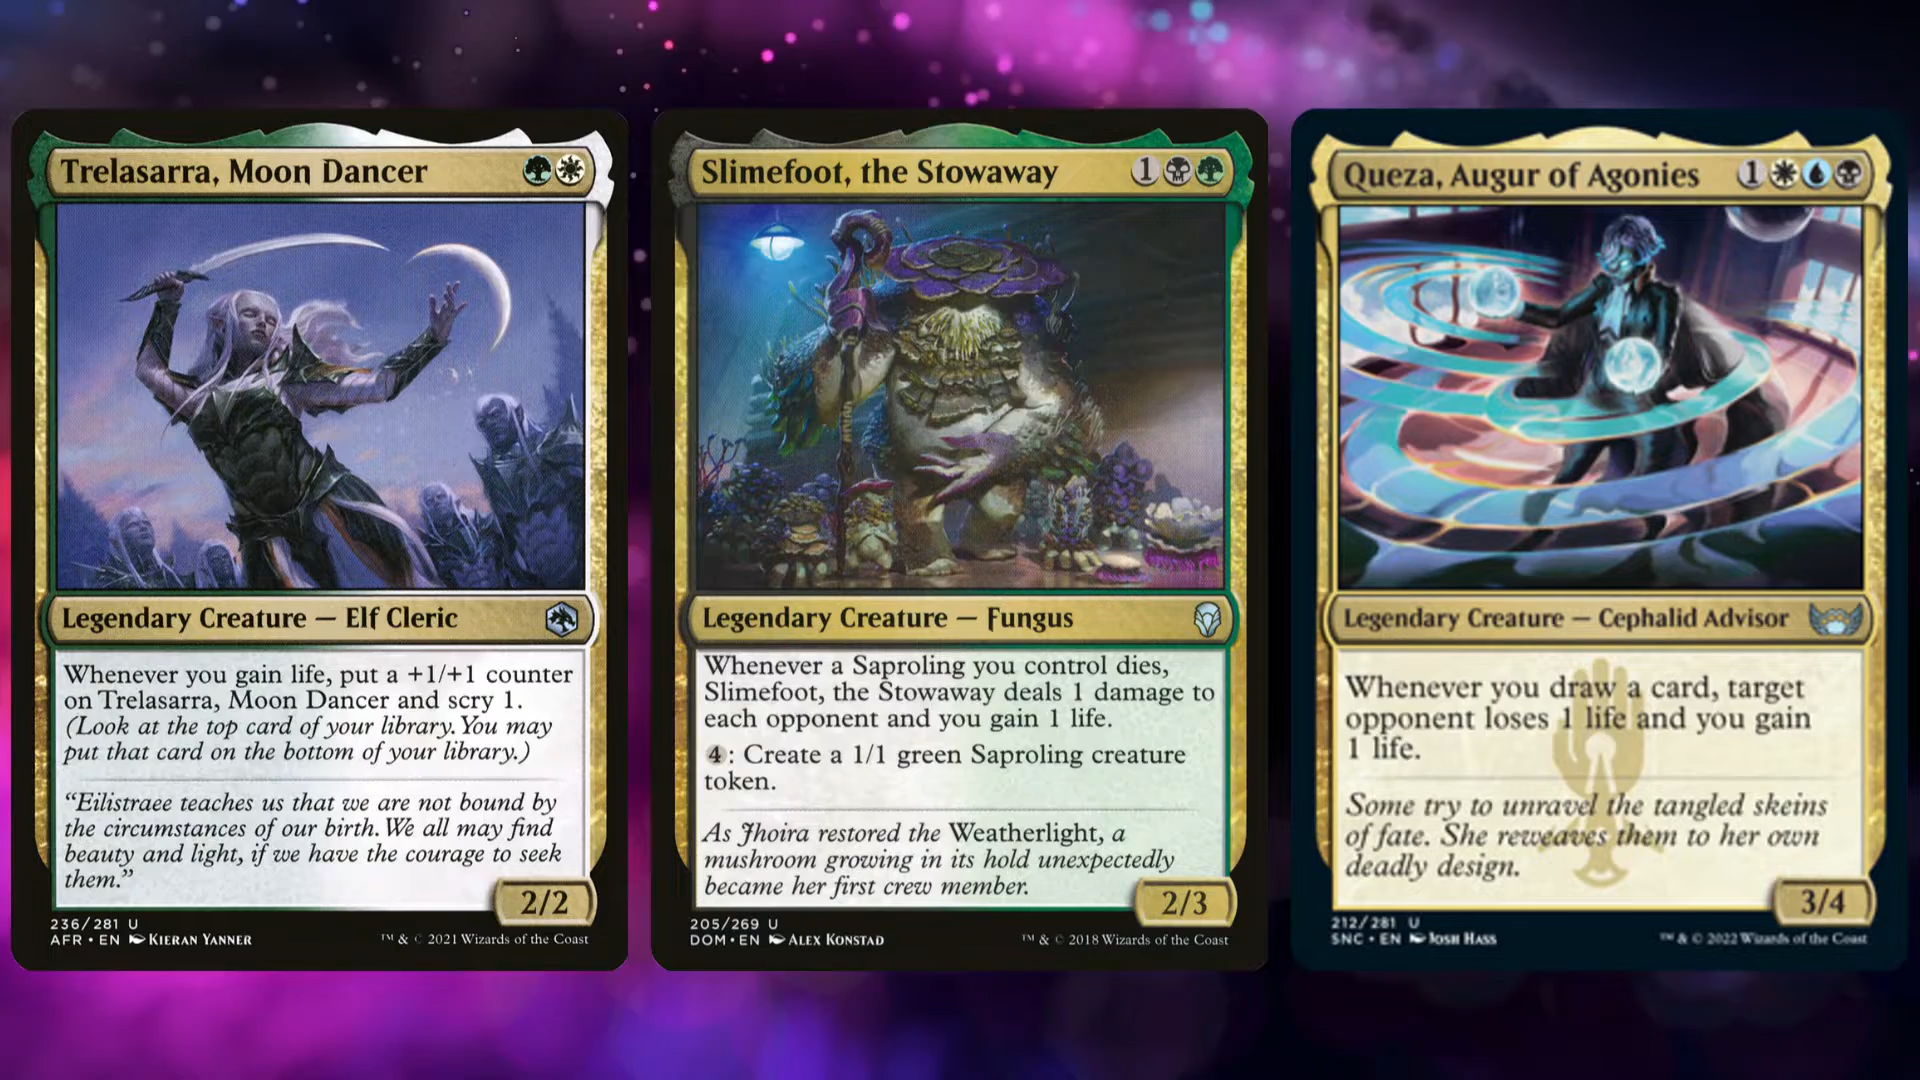 Trelasarra, Moon Dancer
Legendary Creature — Elf Cleric
Whenever you gain life, put a +1/+1 counter
on Trelasarra, Moon Dancer and scry 1.
(Look at the top card of your library. You may
put that card on the bottom of your library.)
“Eilistraee teaches us that we are not bound by
the circumstances of our birth. We all may find
beauty and light, if we have the courage to seek
them.”
2/2
236/281 U
AFR • EN KIERAN YANNER
™ & © 2021 Wizards of the Coast
Slimefoot, the Stowaway 1
Legendary Creature — Fungus
Whenever a Saproling you control dies,
Slimefoot, the Stowaway deals 1 damage to
each opponent and you gain 1 life.
4: Create a 1/1 green Saproling creature
token.
As Jhoira restored the Weatherlight, a
mushroom growing in its hold unexpectedly
became her first crew member.
2/3
205/269 U
DOM • EN ALEX KONSTAD
™ & © 2018 Wizards of the Coast
Queza, Augur of Agonies 1
Legendary Creature — Cephalid Advisor
Whenever you draw a card, target
opponent loses 1 life and you gain
1 life.
Some try to unravel the tangled skeins
of fate. She reweaves them to her own
deadly design.
3/4
212/281 U
SNC • EN JOSH HASS
™ & © 2022 Wizards of the Coast